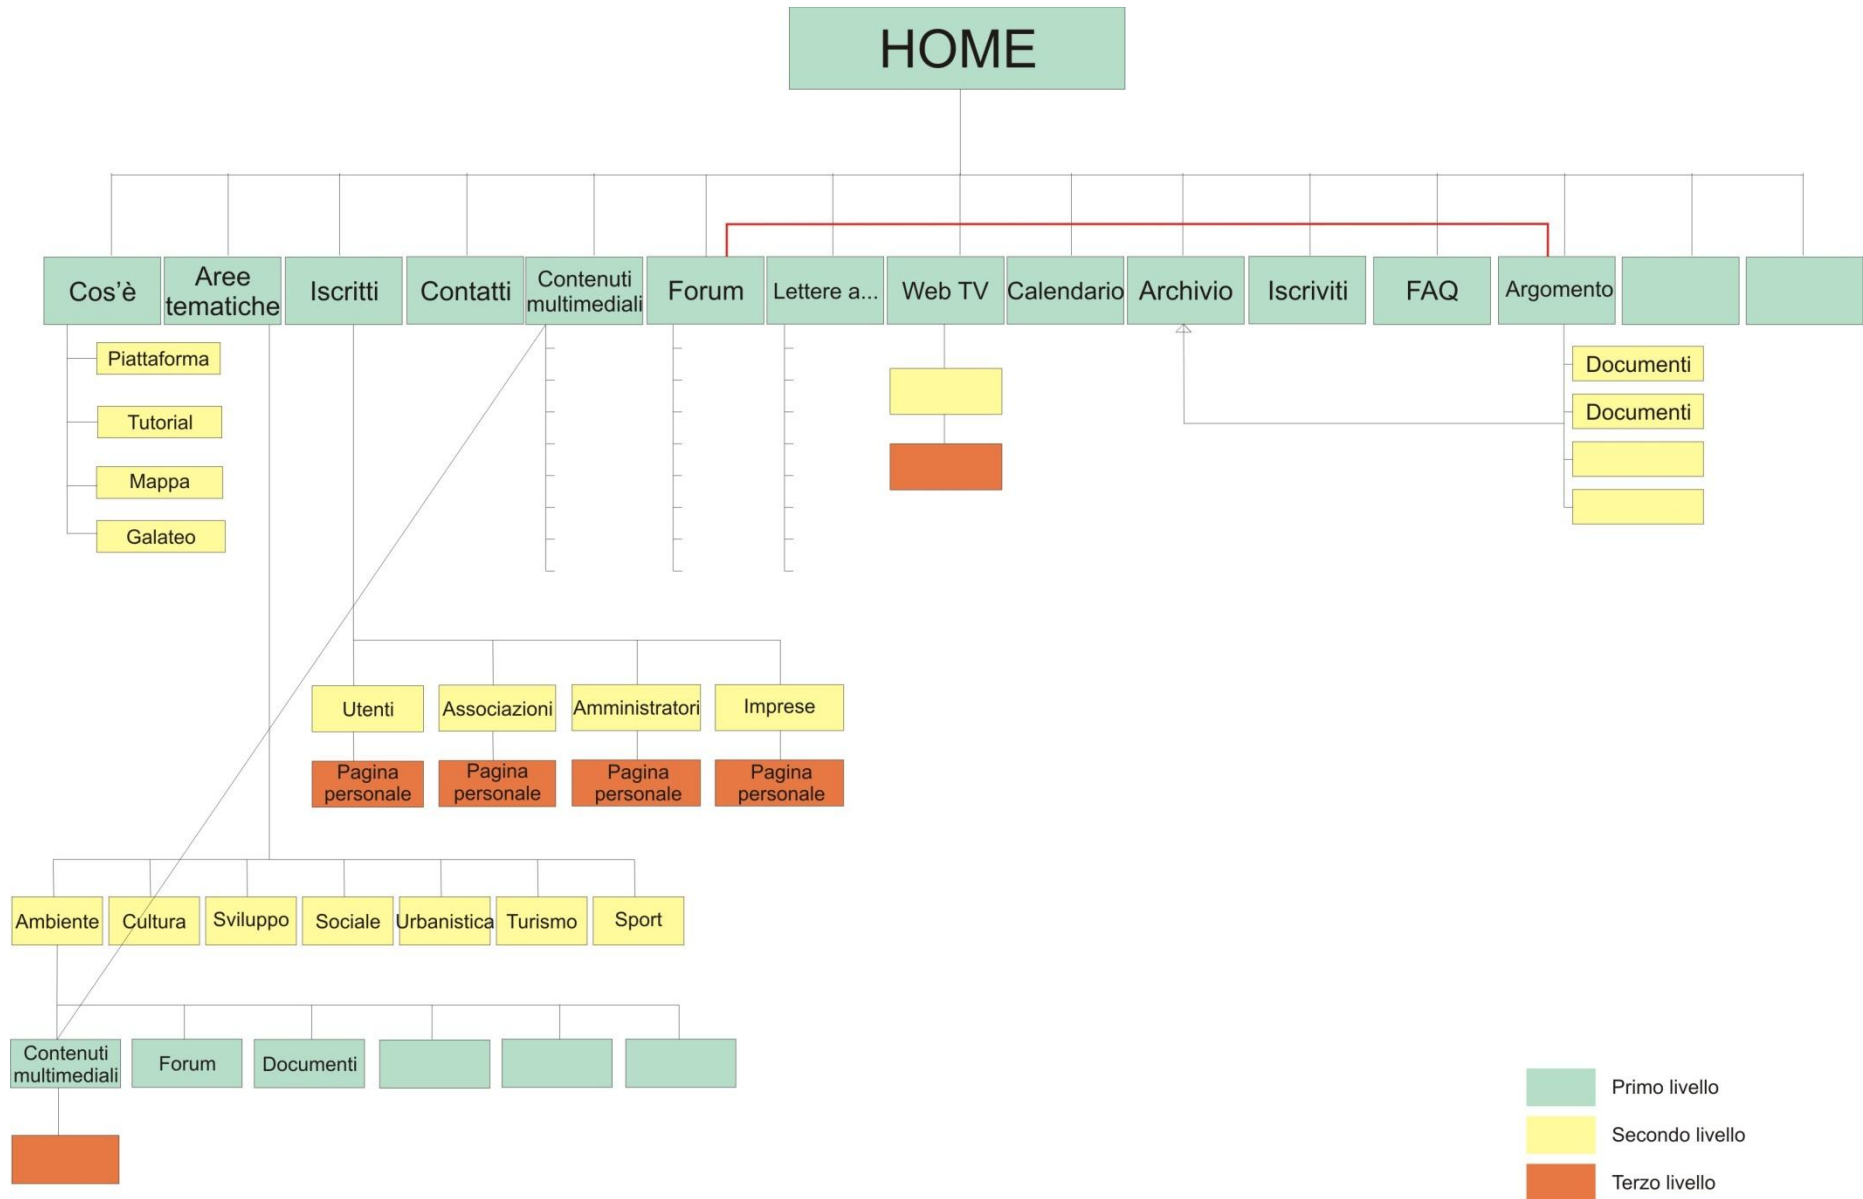 HOME
Cos'è
Aree
tematiche
Iscritti
Contatti
Contenuti
multimediali
Forum
Lettere a...
Web TV
Calendario
Archivio
Iscriviti
FAQ
Argomento
Piattaforma
Tutorial
Mappa
Galateo
Documenti
Documenti
Utenti
Associazioni
Amministratori
Imprese
Pagina
personale
Pagina
personale
Pagina
personale
Pagina
personale
Ambiente
Cultura
Sviluppo
Sociale
Urbanistica
Turismo
Sport
Contenuti
multimediali
Forum
Documenti
Primo livello
Secondo livello
Terzo livello